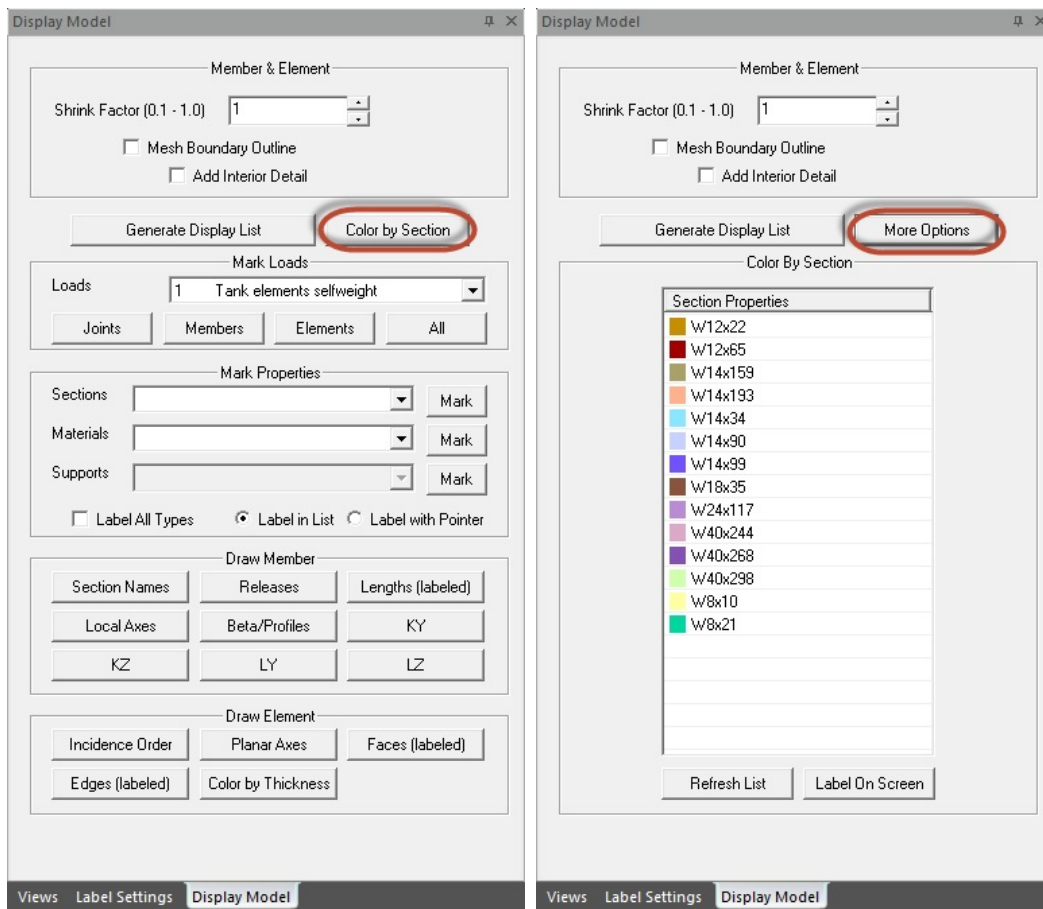 Display Model
Member & Element
Shrink Factor (0.1 - 1.0) 1
Mesh Boundary Outline
Add Interior Detail
Generate Display List Color by Section
Mark Loads
Loads 1 Tank elements selfweight
Joints Members Elements All
Mark Properties
Sections Mark
Materials Mark
Supports Mark
Label All Types Label in List Label with Pointer
Draw Member
Section Names Releases Lengths (labeled)
Local Axes Beta/Profiles KY
KZ LY LZ
Draw Element
Incidence Order Planar Axes Faces (labeled)
Edges (labeled) Color by Thickness
Views Label Settings Display Model
Display Model
Member & Element
Shrink Factor (0.1 - 1.0) 1
Mesh Boundary Outline
Add Interior Detail
Generate Display List More Options
Color By Section
Section Properties
W12x22
W12x65
W14x159
W14x193
W14x34
W14x90
W14x99
W18x35
W24x117
W40x244
W40x268
W40x298
W8x10
W8x21
Refresh List Label On Screen
Views Label Settings Display Model